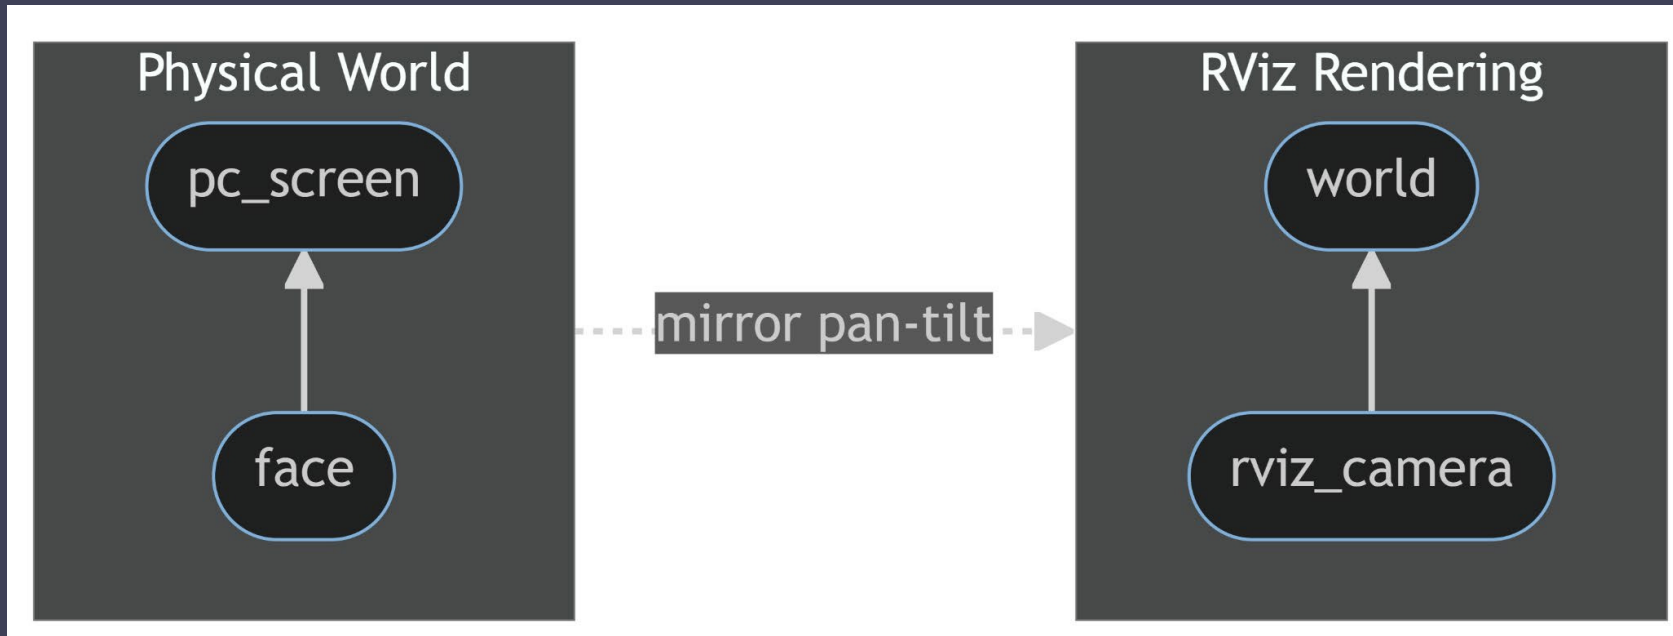 Physical World
pc_screen
face
mirror pan-tilt
RViz Rendering
world
rviz_camera